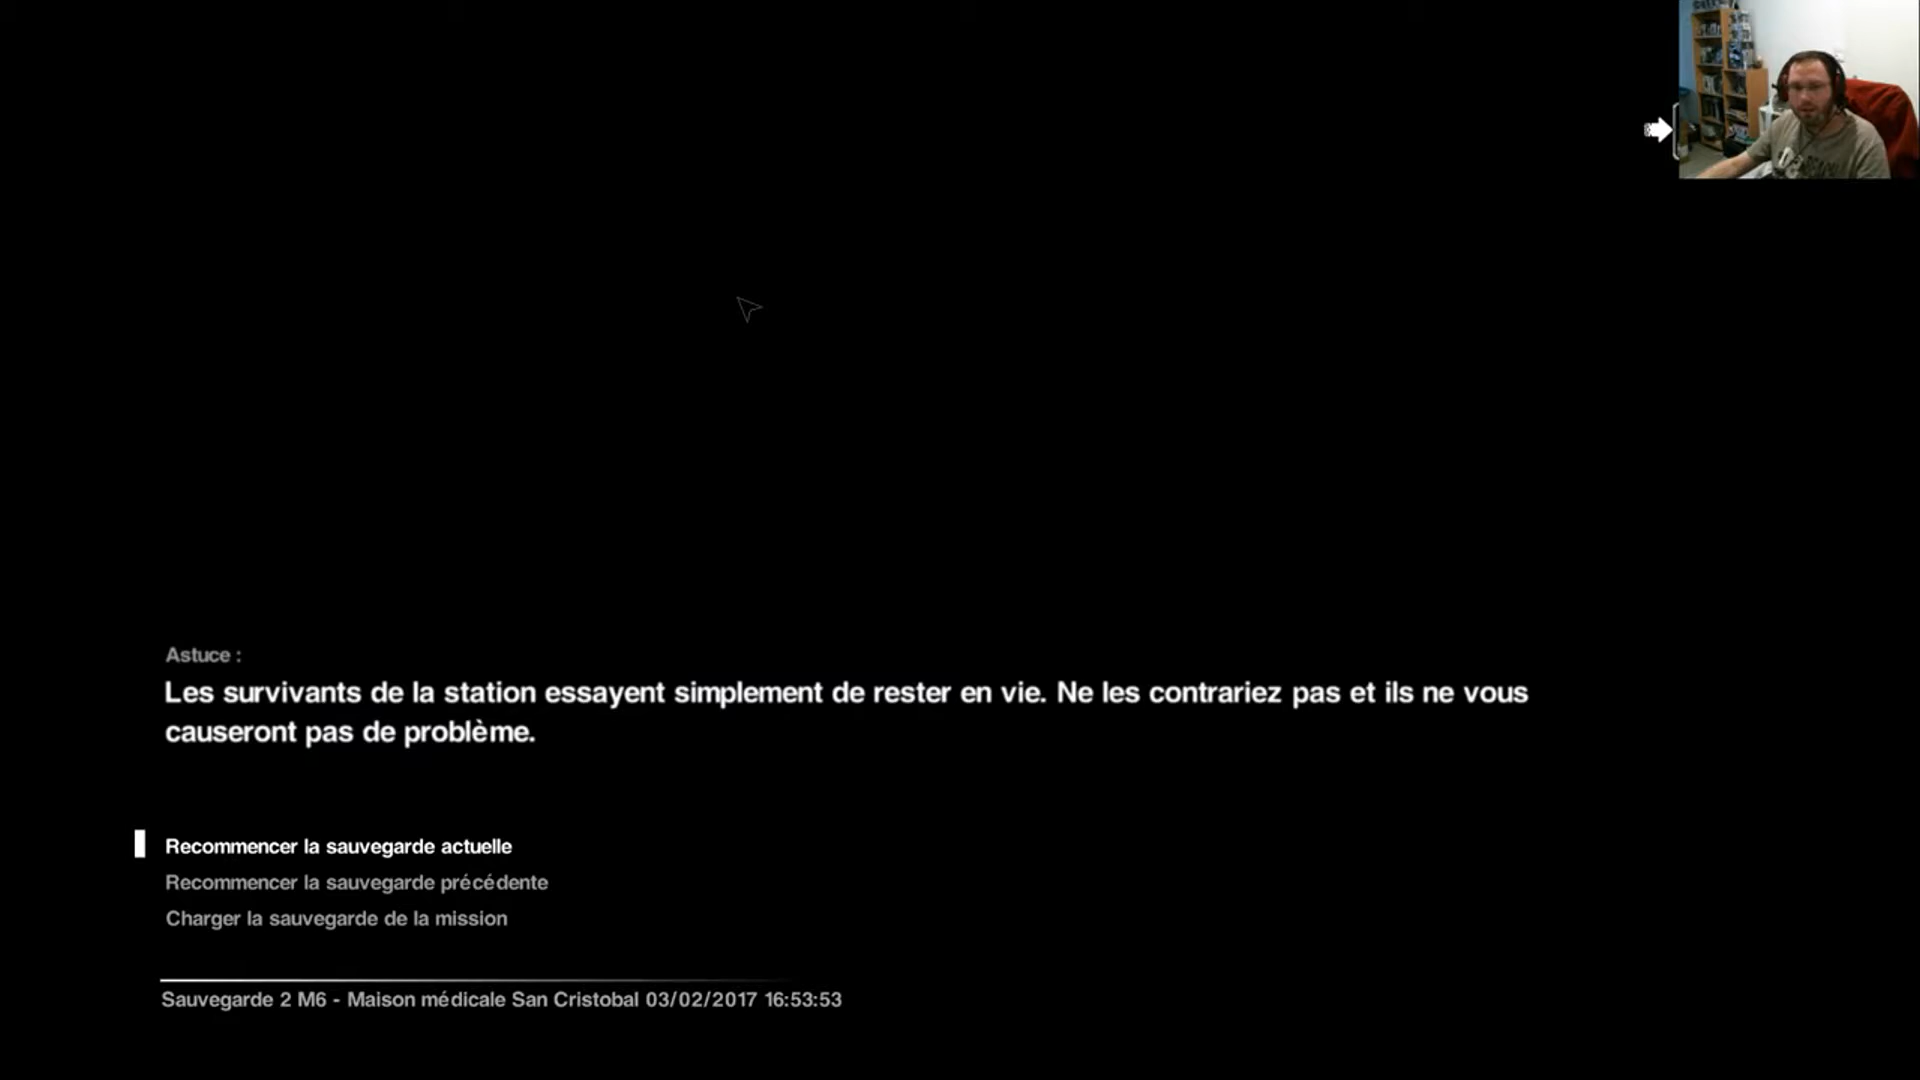 Astuce :
Les survivants de la station essayent simplement de rester en vie. Ne les contrariez pas et ils ne vous
causeront pas de problème.
Recommencer la sauvegarde actuelle
Recommencer la sauvegarde précédente
Charger la sauvegarde de la mission
Sauvegarde 2 M6 - Maison médicale San Cristobal 03/02/2017 16:53:53